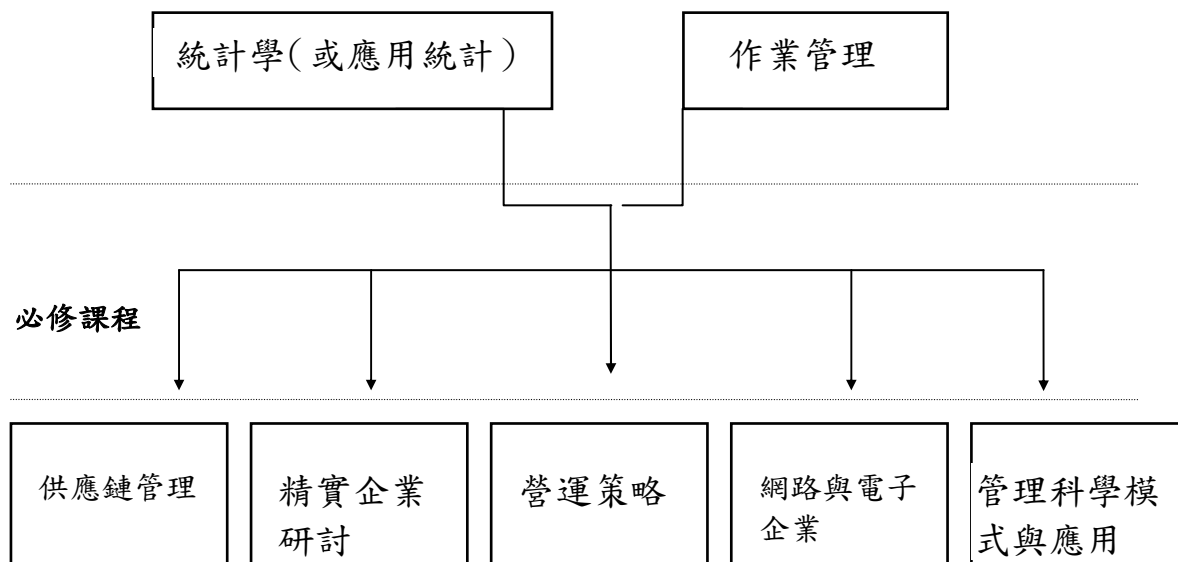 統計學(或應用統計)
作業管理
必修課程
供應鏈管理
精實企業
研討
營運策略
網路與電子
企業
管理科學模
式與應用